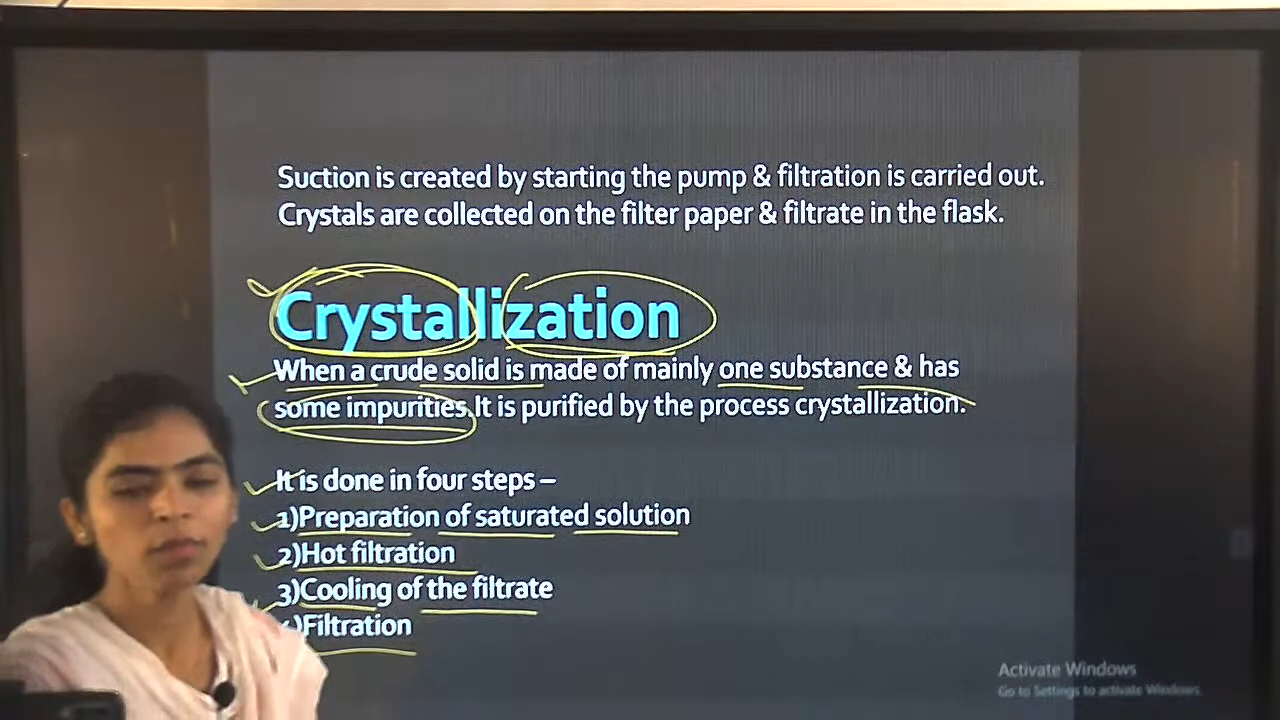 Suction is created by starting the pump & filtration is carried out.
Crystals are collected on the filter paper & filtrate in the flask.
Crystallization
When a crude solid is made of mainly one substance & has
some impurities. It is purified by the process crystallization.
It is done in four steps –
1)Preparation of saturated solution
2)Hot filtration
3)Cooling of the filtrate
)Filtration
Activate Windows
Go to Settings to activate Windows.